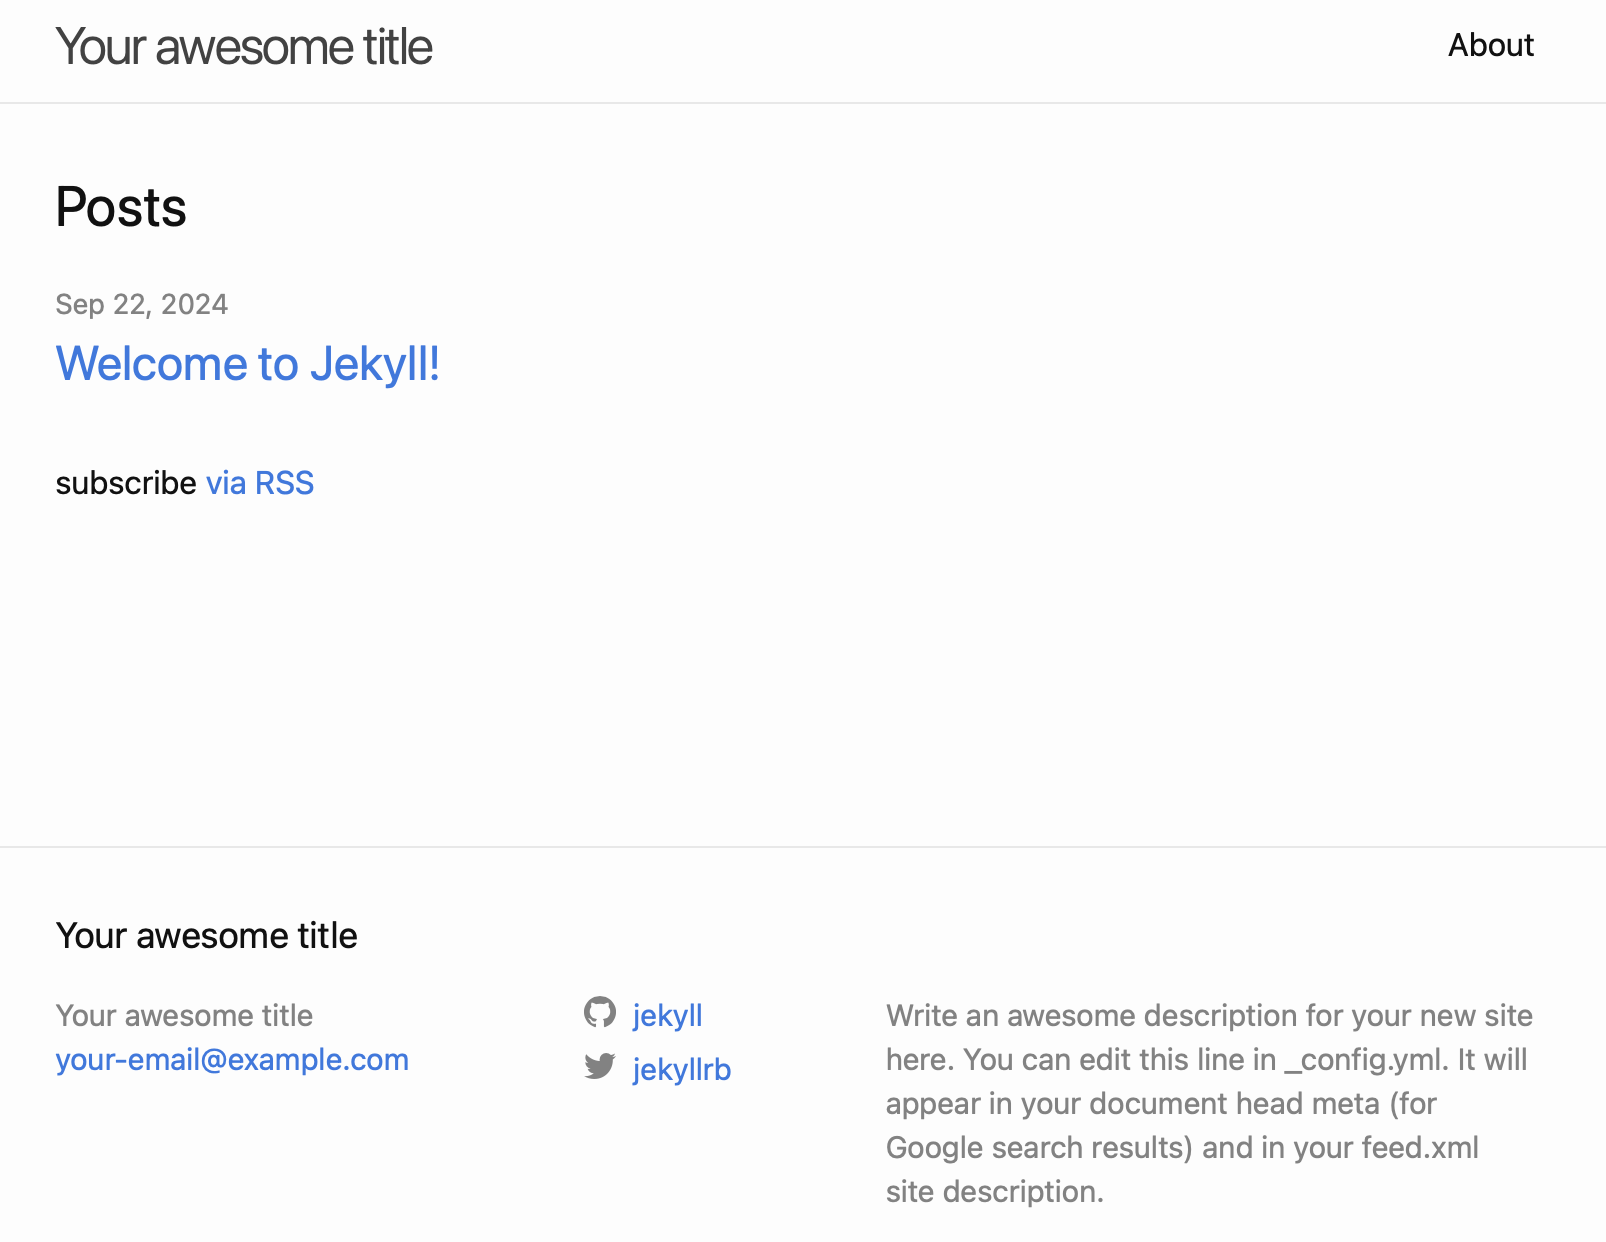 Your awesome title
About
Posts
Sep 22, 2024
Welcome to Jekyll!
subscribe via RSS
Your awesome title
Your awesome title
your-email@example.com
jekyll
jekyllrb
Write an awesome description for your new site
here. You can edit this line in _config.yml. It will
appear in your document head meta (for
Google search results) and in your feed.xml
site description.